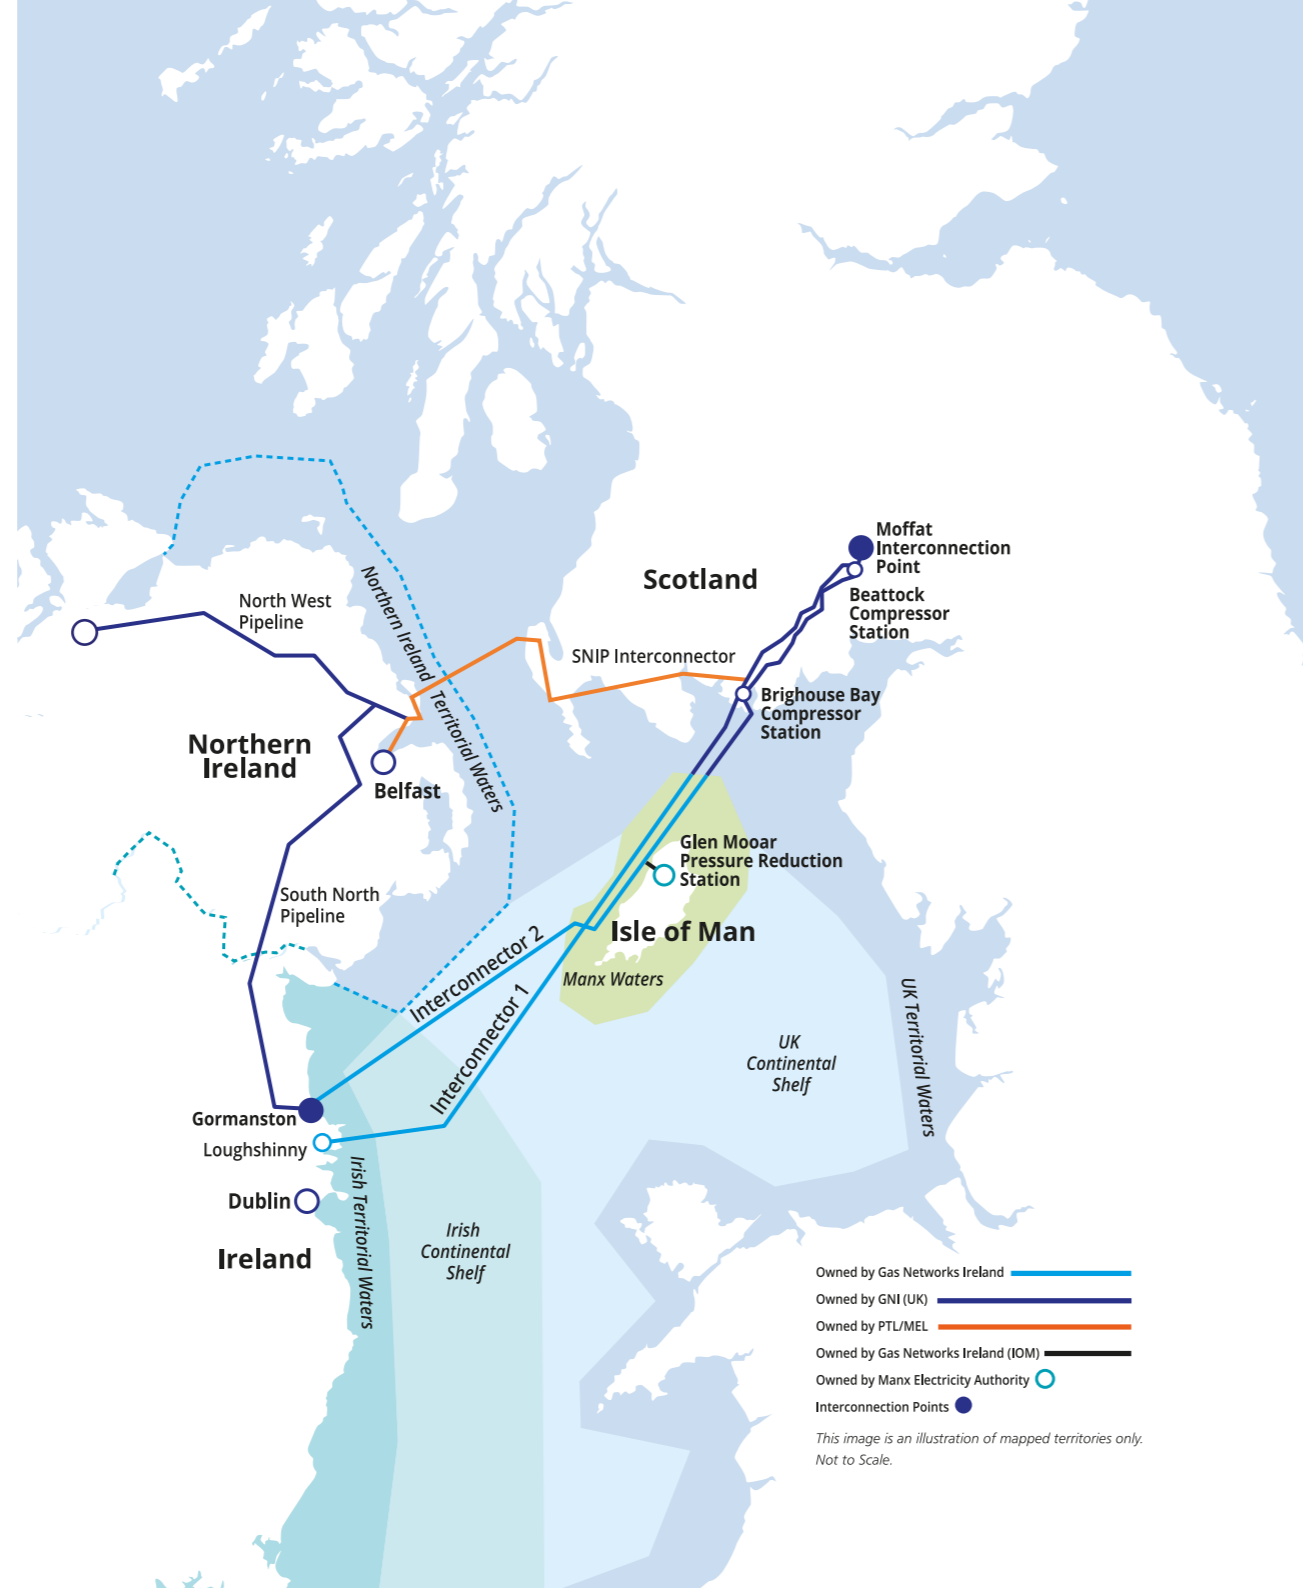 Moffat
Interconnection
Point
Scotland
Beattock
Compressor
Station
North West
Pipeline
Northern Ireland Territorial Waters
SNIP Interconnector
Brighouse Bay
Compressor
Station
Northern
Ireland
Belfast
Glen Mooar
Pressure Reduction
Station
South North
Pipeline
Isle of Man
Interconnector 2
Manx Waters
Interconnector 1
UK Territorial Waters
UK
Continental
Shelf
Gormanston
Loughshinny
Irish Territorial Waters
Dublin
Irish
Continental
Shelf
Ireland
Owned by Gas Networks Ireland
Owned by GNI (UK)
Owned by PTL/MEL
Owned by Gas Networks Ireland (IOM)
Owned by Manx Electricity Authority
Interconnection Points
This image is an illustration of mapped territories only.
Not to Scale.